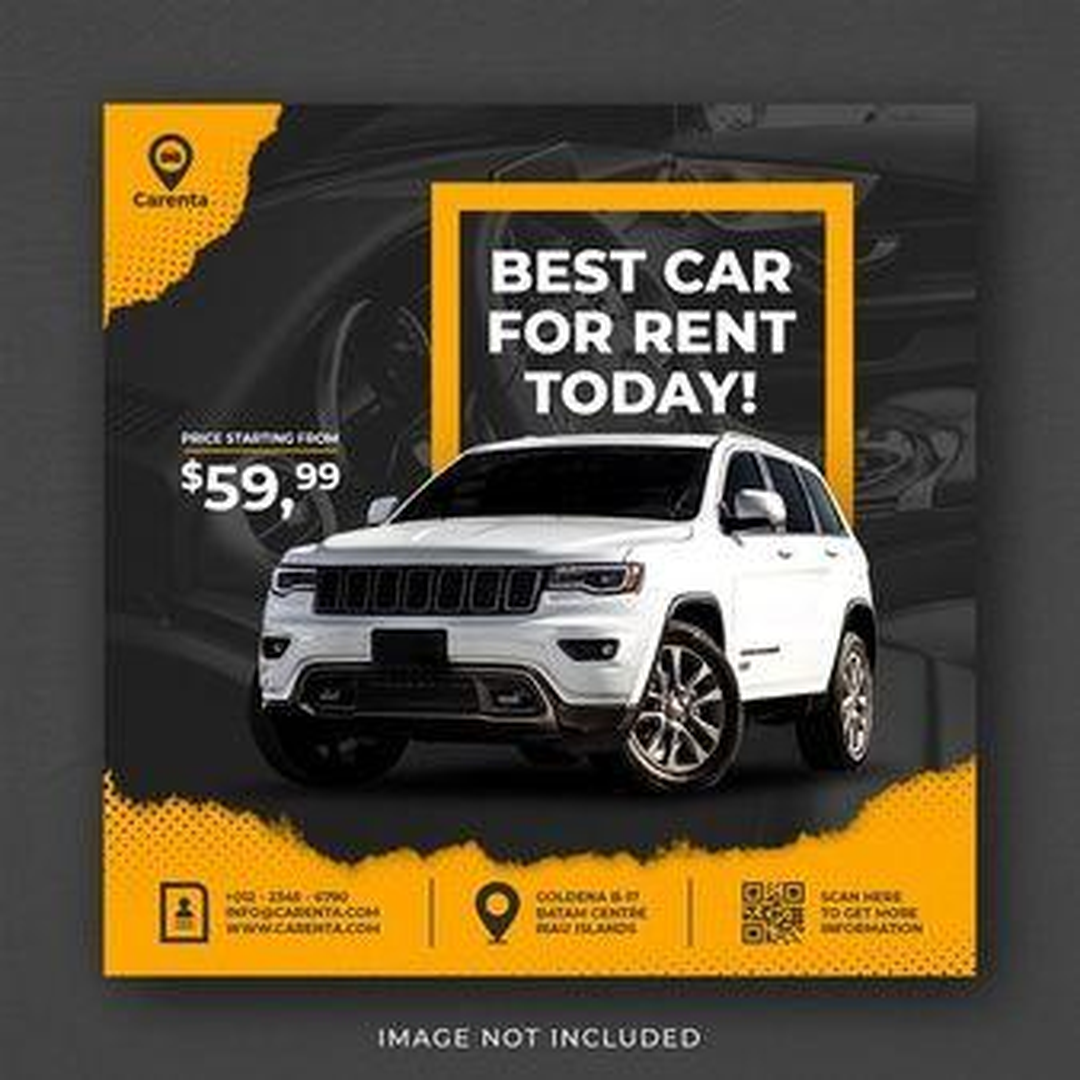 Carenta
BEST CAR
FOR RENT
TODAY!
PRICE STARTING FROM
$59,99
+012 - 2345 - 6790
INFO@CARENTA.COM
WWW.CARENTA.COM
GOLDENA B-17
BATAM CENTRE
RIAU ISLANDS
SCAN HERE
TO GET MORE
INFORMATION
IMAGE NOT INCLUDED